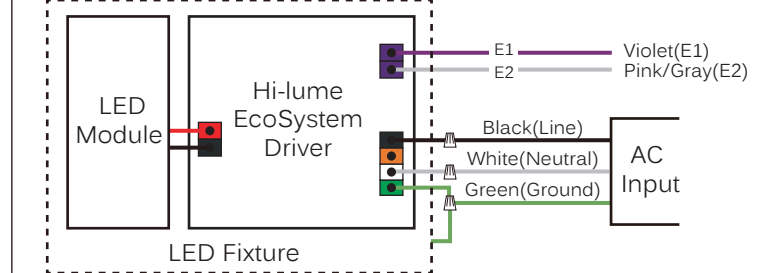 LED
Module
Hi-lume
EcoSystem
Driver
E1
Violet(E1)
E2
Pink/Gray(E2)
Black(Line)
White(Neutral)
Green(Ground)
AC
Input
LED Fixture